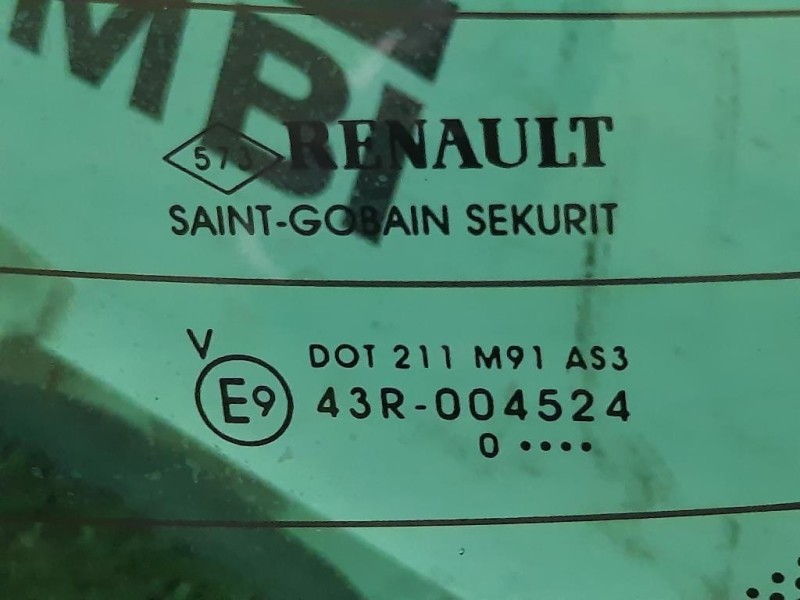 MBI
573 RENAULT
SAINT-GOBAIN SEKURIT
V
DOT 211 M91 AS3
E9 43R-004524
0 ••••